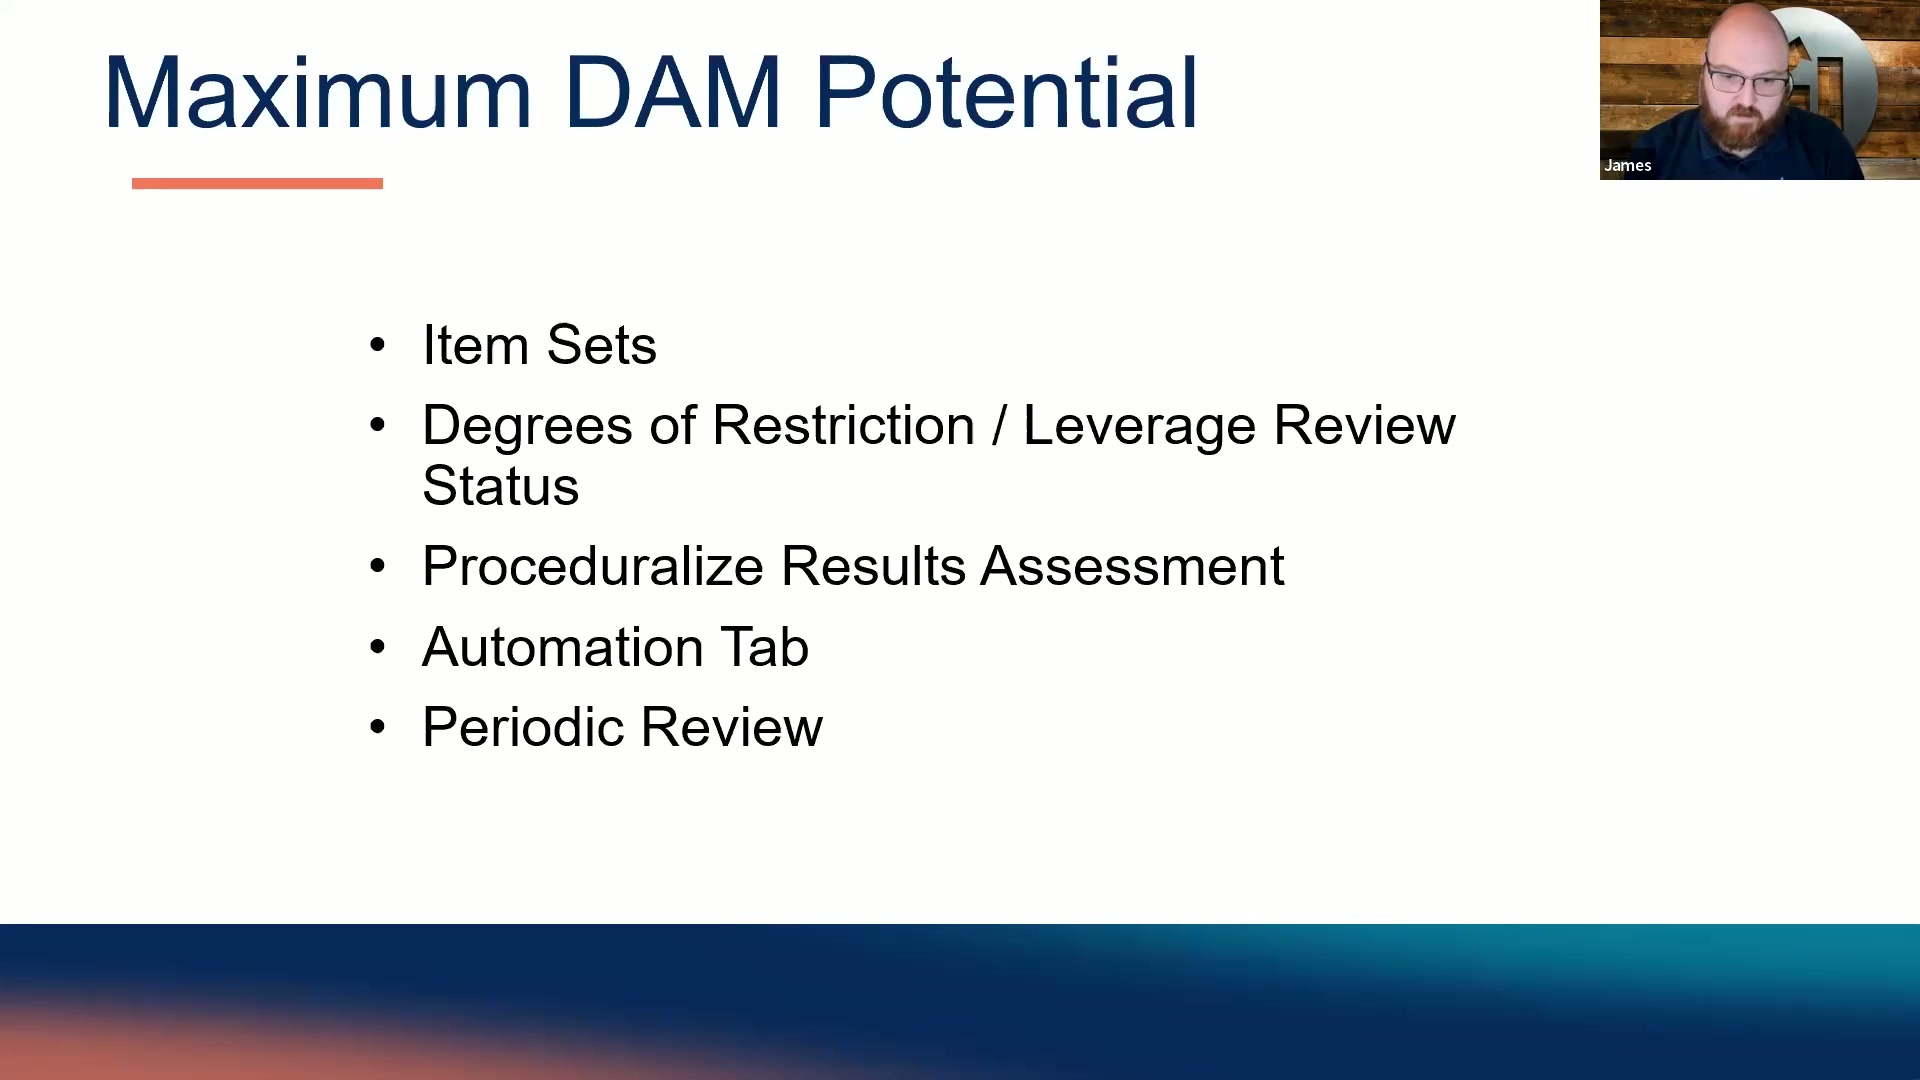 Maximum DAM Potential
James
• Item Sets
• Degrees of Restriction / Leverage Review
Status
• Proceduralize Results Assessment
• Automation Tab
• Periodic Review